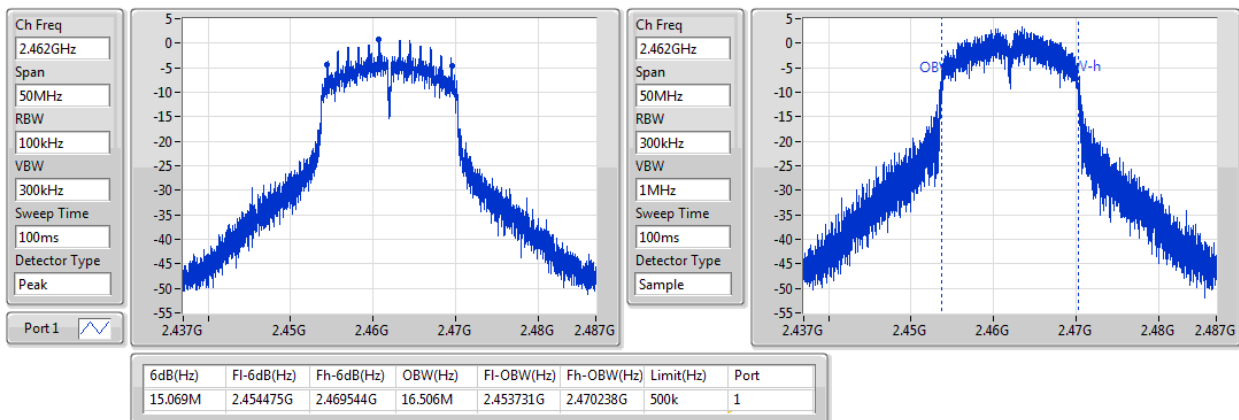 Ch Freq
2.462GHz
Span
50MHz
RBW
100kHz
VBW
300kHz
Sweep Time
100ms
Detector Type
Peak
Port 1
5
0
-5
-10
-15
-20
-25
-30
-35
-40
-45
-50
-55
2.437G 2.45G 2.46G 2.47G 2.48G 2.487G
Ch Freq
2.462GHz
Span
50MHz
RBW
300kHz
VBW
1MHz
Sweep Time
100ms
Detector Type
Sample
5
0
-5
-10
-15
-20
-25
-30
-35
-40
-45
-50
-55
2.437G 2.45G 2.46G 2.47G 2.48G 2.487G
6dB(Hz) Fl-6dB(Hz) Fh-6dB(Hz) OBW(Hz) Fl-OBW(Hz) Fh-OBW(Hz) Limit(Hz) Port
15.069M 2.454475G 2.469544G 16.506M 2.453731G 2.470238G 500k 1